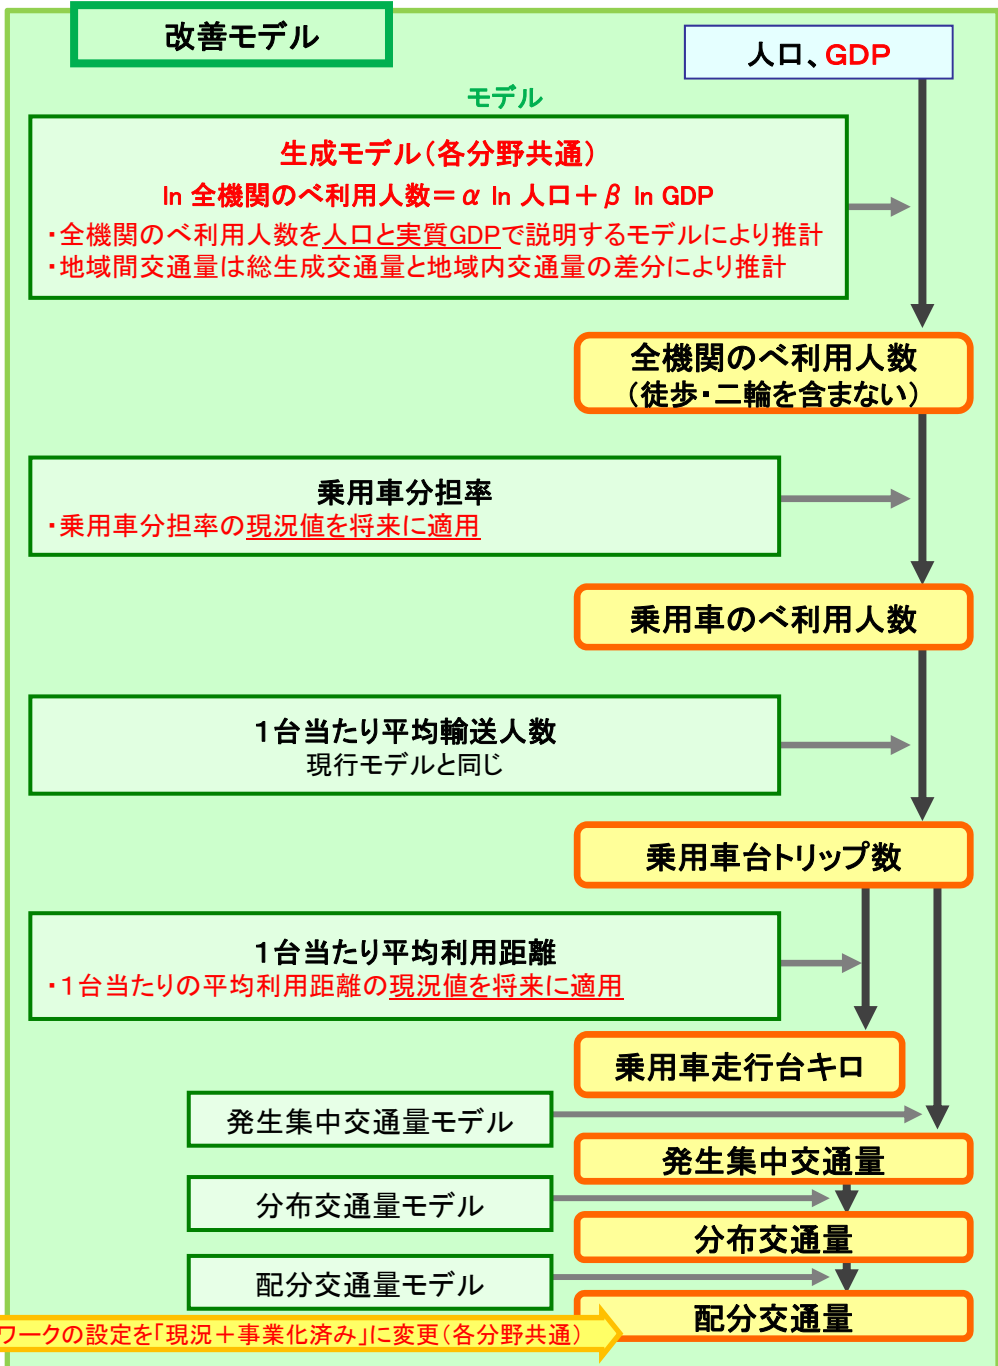 改善モデル
人口、GDP
モデル
生成モデル（各分野共通）
ln 全機関のべ利用人数＝α ln 人口＋β ln GDP
・全機関のべ利用人数を人口と実質GDPで説明するモデルにより推計
・地域間交通量は総生成交通量と地域内交通量の差分により推計
全機関のべ利用人数
（徒歩・二輪を含まない）
乗用車分担率
・乗用車分担率の現況値を将来に適用
乗用車のべ利用人数
１台当たり平均輸送人数
現行モデルと同じ
乗用車台トリップ数
１台当たり平均利用距離
・１台当たりの平均利用距離の現況値を将来に適用
乗用車走行台キロ
発生集中交通量モデル
発生集中交通量
分布交通量モデル
分布交通量
配分交通量モデル
配分交通量
ワークの設定を「現況＋事業化済み」に変更（各分野共通）